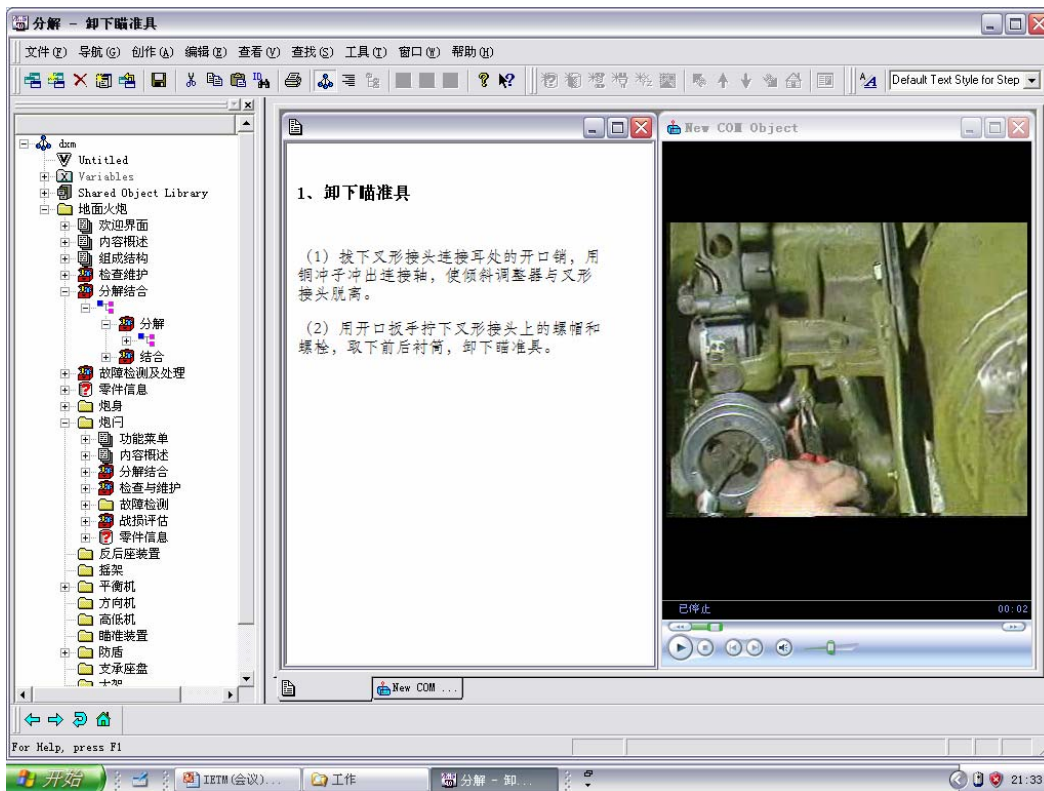 分解 - 卸下瞄准具
文件(F) 导航(G) 创作(A) 编辑(E) 查看(V) 查找(S) 工具(T) 窗口(W) 帮助(H)
Default Text Style for Step
dxm
Untitled
Variables
Shared Object Library
地面火炮
欢迎界面
内容概述
组成结构
检查维护
分解结合
分解
结合
故障检测及处理
零件信息
炮身
炮闩
功能菜单
内容概述
分解结合
检查与维护
故障检测
战损评估
零件信息
反后座装置
摇架
平衡机
方向机
高低机
瞄准装置
防盾
支承座盘
大架
1、卸下瞄准具
(1) 拔下叉形接头连接耳处的开口销，用
铜冲子冲出连接轴，使倾斜调整器与叉形
接头脱离。
(2) 用开口扳手拧下叉形接头上的螺帽和
螺栓，取下前后衬筒，卸下瞄准具。
New COM Object
已停止 00:02
New COM ...
For Help, press F1
开始 IETM(会议)... 工作 分解 - 卸... 21:33